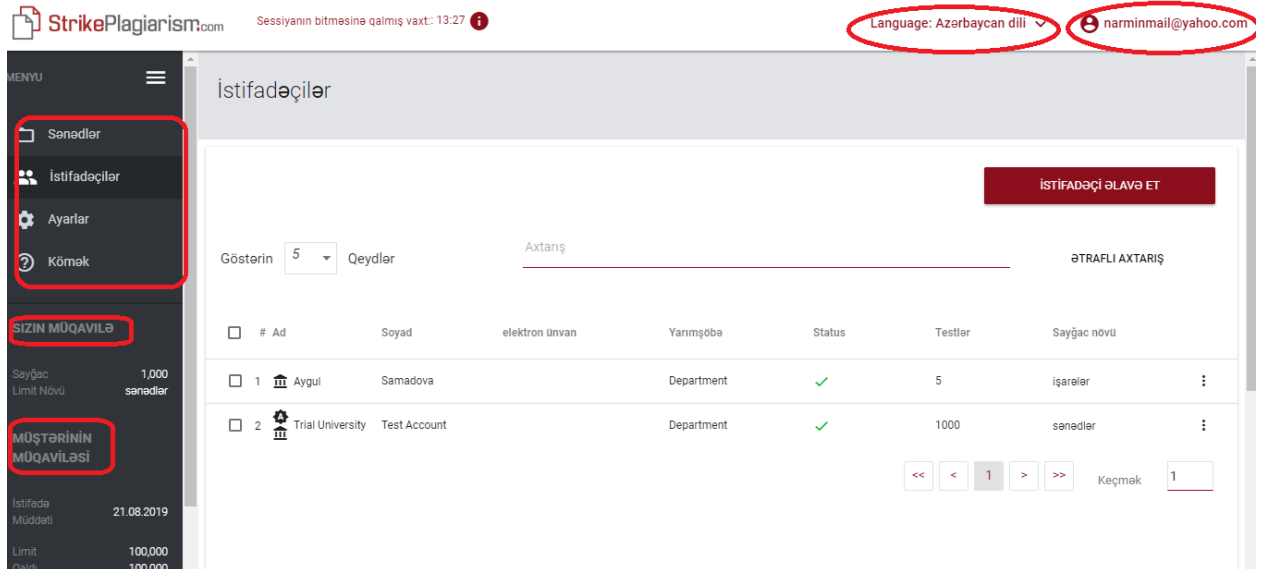 StrikePlagiarism.com
Sessiyanın bitməsinə qalmış vaxt:: 13:27
Language: Azərbaycan dili
narminmail@yahoo.com
MENYU
Sənədlər
İstifadəçilər
Ayarlar
Kömək
SIZIN MÜQAVILƏ
Sayğac 1,000
Limit Növü sənədlər
MÜŞTƏRİNİN
MÜQAVİLƏSİ
İstifadə
Müddəti 21.08.2019
Limit 100,000
Qaldı 100,000
İstifadəçilər
İSTİFADƏÇİ ƏLAVƏ ET
Göstərin 5 Qeydlər
Axtarış
ƏTRAFLI AXTARIŞ
# Ad Soyad elektron ünvan Yarımşöbə Status Testlər Sayğac növü
1 Aygul Samadova Department 5 işarələr
2 Trial University Test Account Department 1000 sənədlər
<< < 1 > >> Keçmək 1